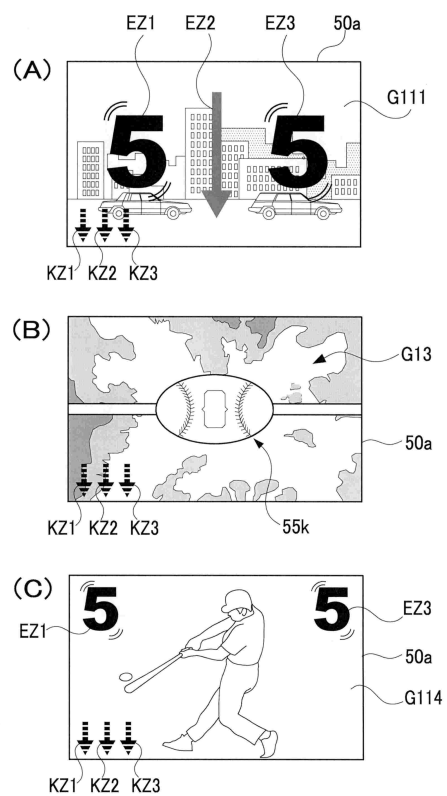 EZ1 EZ2 EZ3 50a
(A)
G111
5 5
KZ1 KZ2 KZ3
(B)
G13
50a
KZ1 KZ2 KZ3 55k
(C)
5 5
EZ1 EZ3
50a
G114
KZ1 KZ2 KZ3